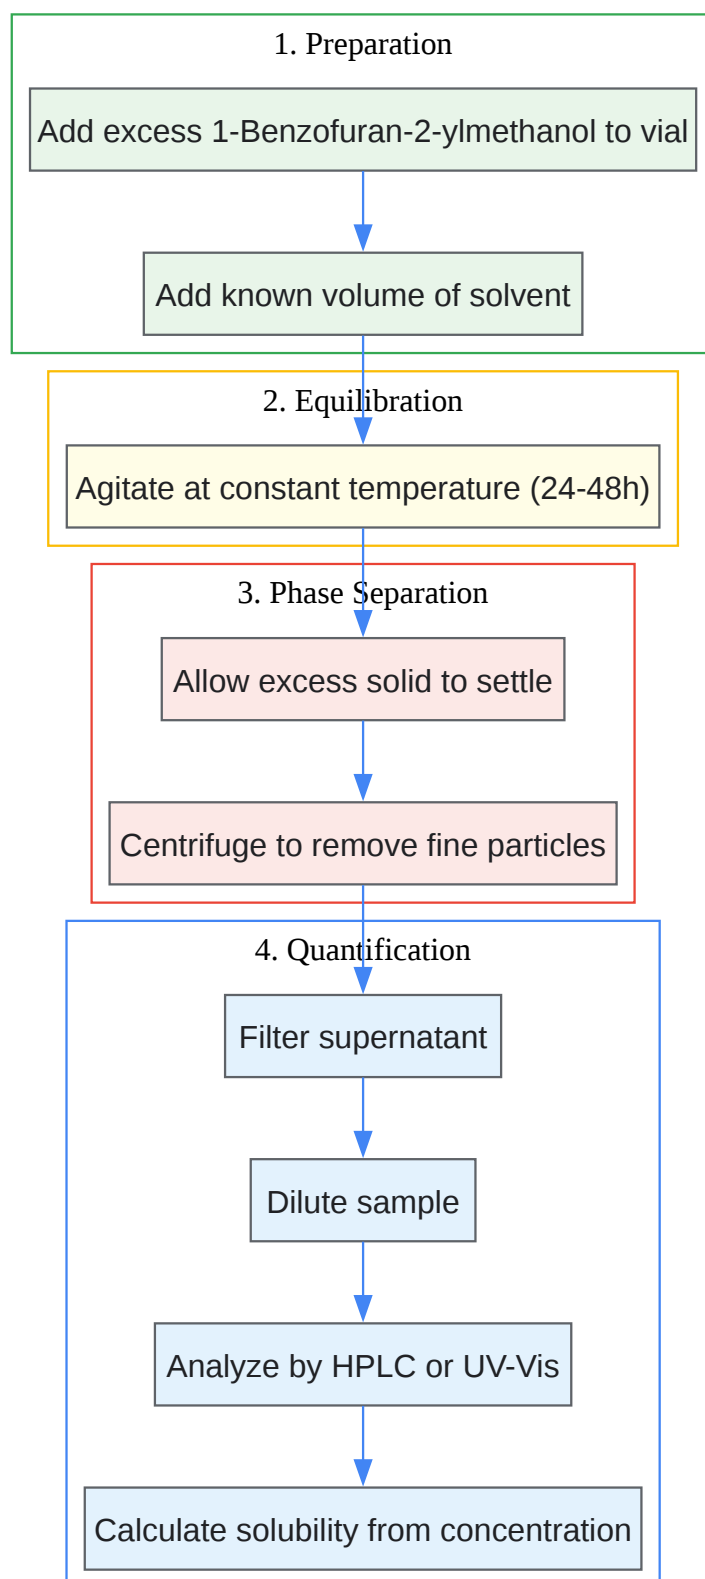 1. Preparation
Add excess 1-Benzofuran-2-ylmethanol to vial
Add known volume of solvent
2. Equilibration
Agitate at constant temperature (24-48h)
3. Phase Separation
Allow excess solid to settle
Centrifuge to remove fine particles
4. Quantification
Filter supernatant
Dilute sample
Analyze by HPLC or UV-Vis
Calculate solubility from concentration